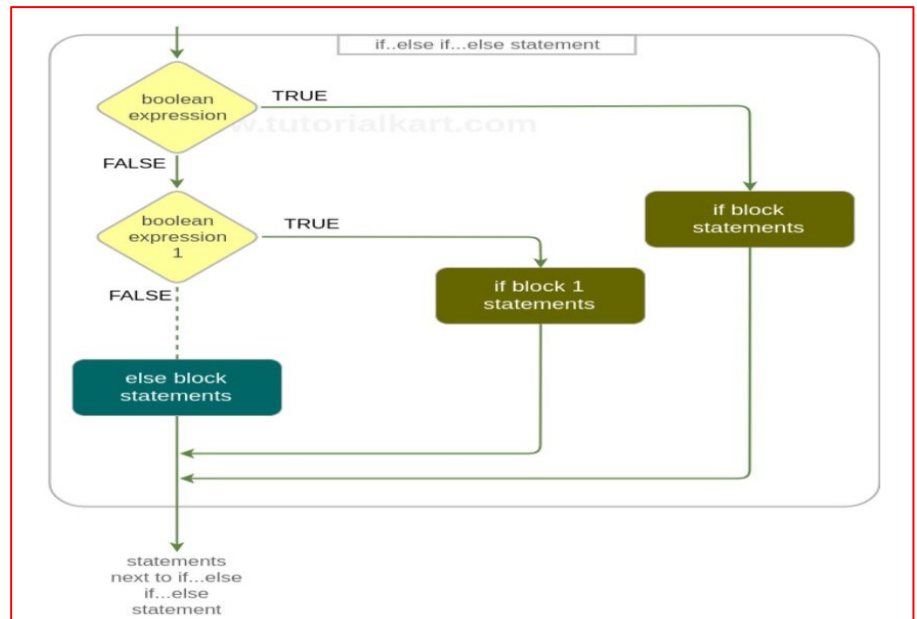 if..else if...else statement
boolean
expression
TRUE
www.tutorialkart.com
FALSE
boolean
expression
1
TRUE
if block
statements
FALSE
if block 1
statements
else block
statements
statements
next to if...else
if...else
statement